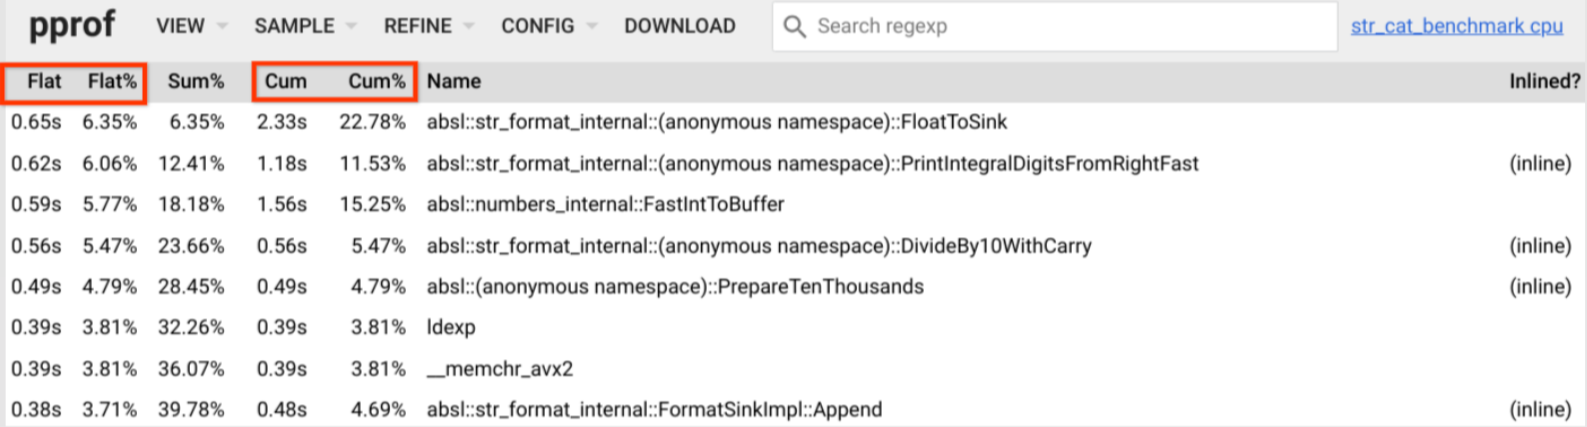 pprof VIEW SAMPLE REFINE CONFIG DOWNLOAD Search regexp str_cat_benchmark cpu
Flat Flat% Sum% Cum Cum% Name Inlined?
0.65s 6.35% 6.35% 2.33s 22.78% absl::str_format_internal::(anonymous namespace)::FloatToSink
0.62s 6.06% 12.41% 1.18s 11.53% absl::str_format_internal::(anonymous namespace)::PrintIntegralDigitsFromRightFast (inline)
0.59s 5.77% 18.18% 1.56s 15.25% absl::numbers_internal::FastIntToBuffer
0.56s 5.47% 23.66% 0.56s 5.47% absl::str_format_internal::(anonymous namespace)::DivideBy10WithCarry (inline)
0.49s 4.79% 28.45% 0.49s 4.79% absl::(anonymous namespace)::PrepareTenThousands (inline)
0.39s 3.81% 32.26% 0.39s 3.81% ldexp
0.39s 3.81% 36.07% 0.39s 3.81% __memchr_avx2
0.38s 3.71% 39.78% 0.48s 4.69% absl::str_format_internal::FormatSinkImpl::Append (inline)